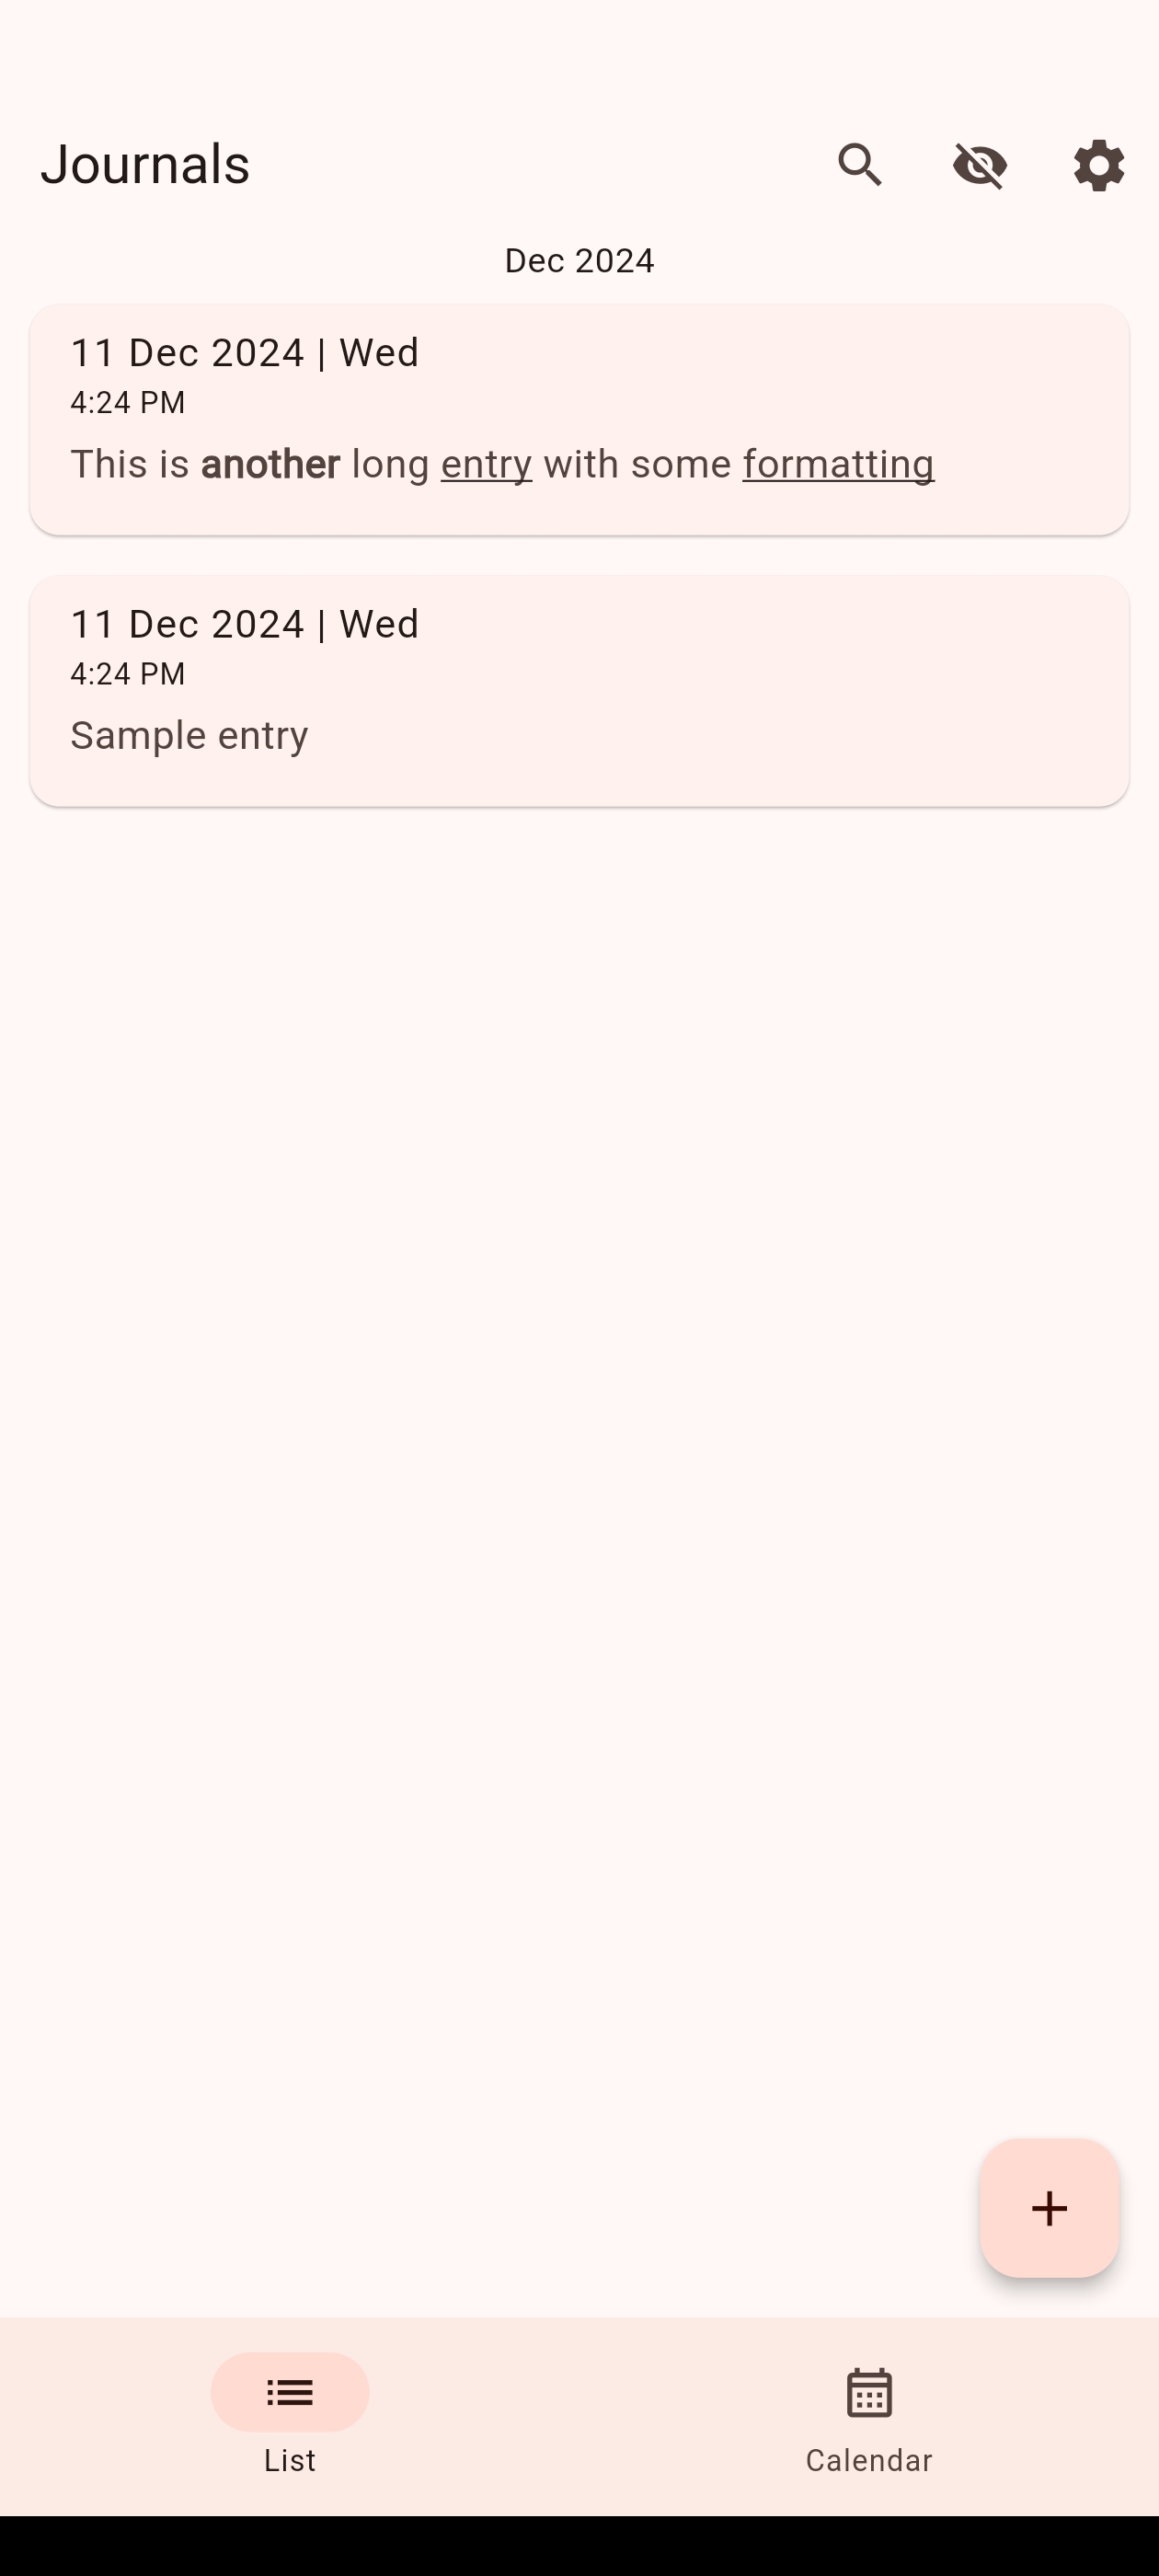 Journals
Dec 2024
11 Dec 2024 | Wed
4:24 PM
This is another long entry with some formatting
11 Dec 2024 | Wed
4:24 PM
Sample entry
List
Calendar